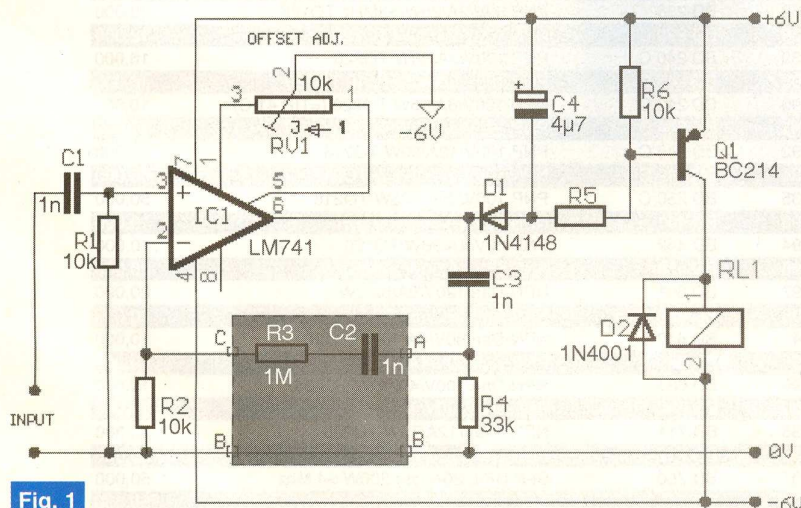 +6V
OFFSET ADJ.
2
10k
3
1
3
1
RV1
-6V
R6
10k
+
C4
4µ7
Q1
BC214
C1
1n
7
1
3
+
5
6
IC1
2
−
LM741
4
8
R1
10k
D1
1N4148
R5
C3
1n
RL1
1
D2
1N4001
2
C
R3
1M
C2
1n
A
R2
10k
R4
33k
INPUT
B
B
0V
Fig. 1
-6V